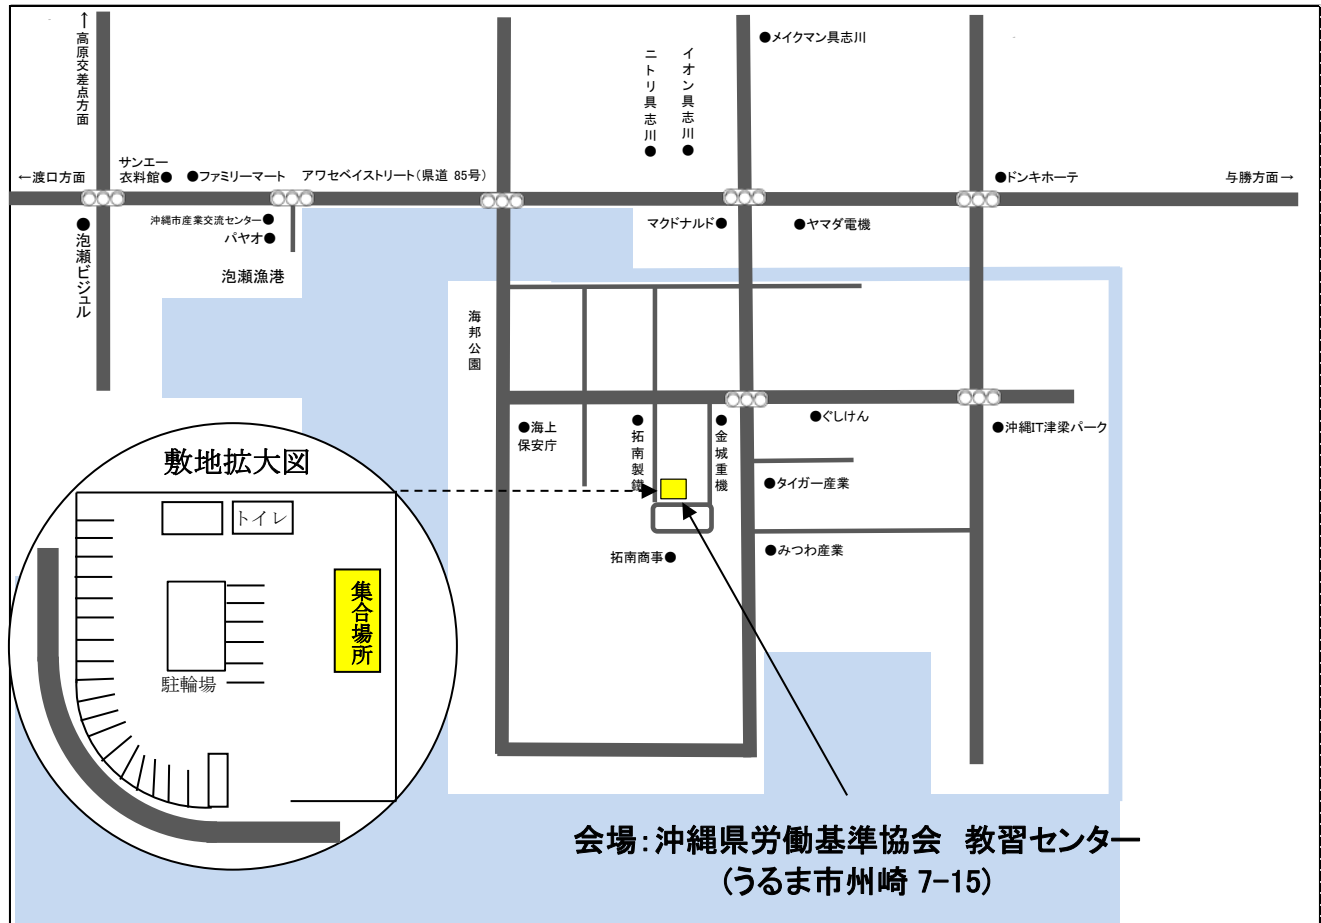 ↑高原交差点方面
ニトリ具志川●
イオン具志川●
●メイクマン具志川
←渡口方面
サンエー
衣料館●
●ファミリーマート
アワセベイストリート(県道 85号)
●ドンキホーテ
与勝方面→
●泡瀬ビジュル
沖縄市産業交流センター●
パヤオ●
泡瀬漁港
マクドナルド●
●ヤマダ電機
海邦公園
●海上
保安庁
●拓南製鐵
●金城重機
●ぐしけん
●沖縄IT津梁パーク
●タイガー産業
拓南商事●
●みつわ産業
敷地拡大図
トイレ
集合場所
駐輪場
会場:沖縄県労働基準協会 教習センター
(うるま市州崎 7-15)